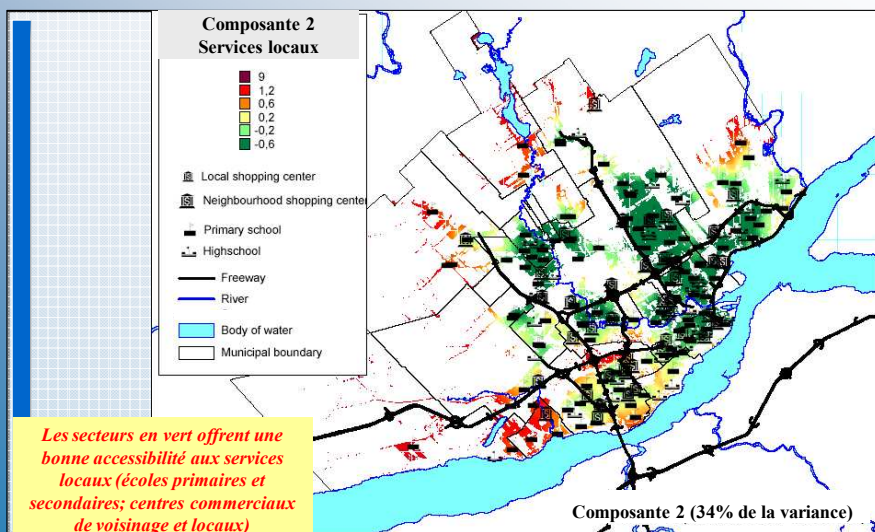 Composante 2
Services locaux
9
1,2
0,6
0,2
-0,2
-0,6
Local shopping center
Neighbourhood shopping center
Primary school
Highschool
Freeway
River
Body of water
Municipal boundary
Les secteurs en vert offrent une
bonne accessibilité aux services
locaux (écoles primaires et
secondaires; centres commerciaux
de voisinage et locaux)
Composante 2 (34% de la variance)